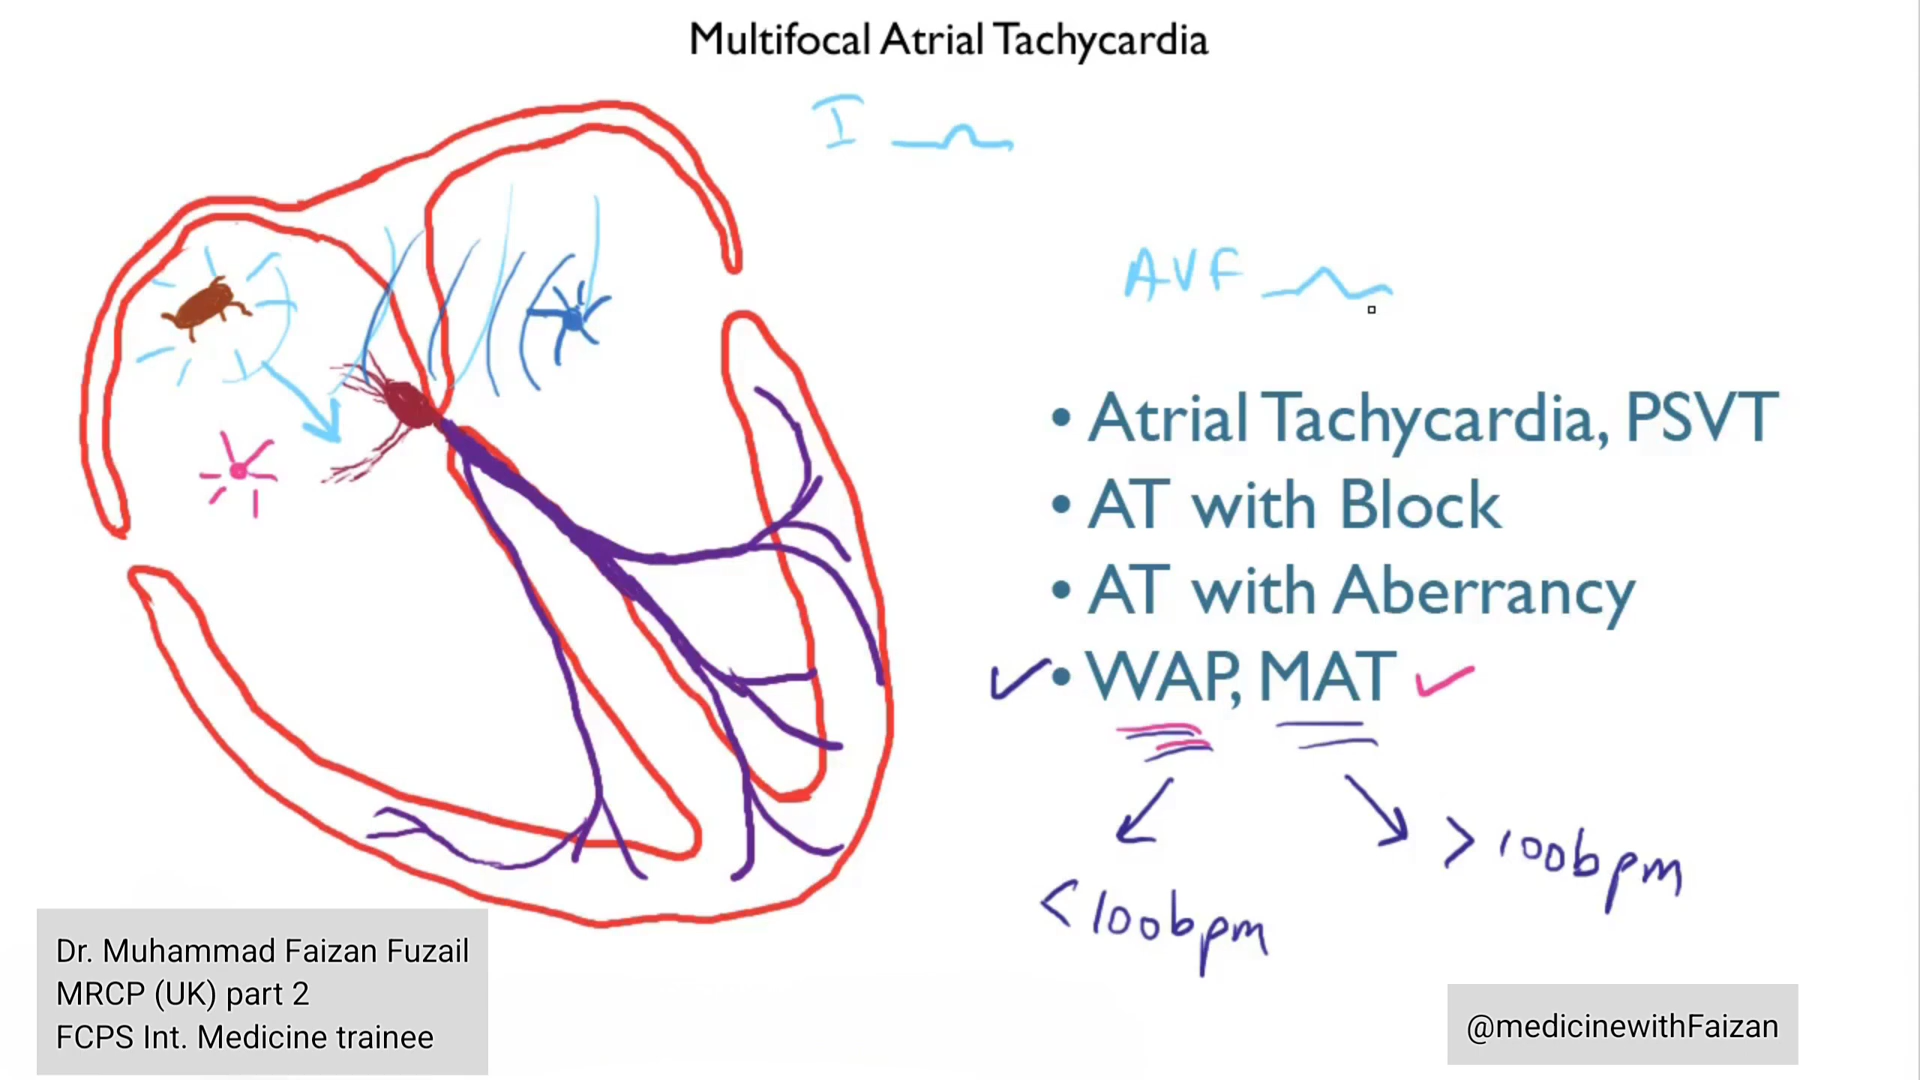 Multifocal Atrial Tachycardia
I
AVF
• Atrial Tachycardia, PSVT
• AT with Block
• AT with Aberrancy
• WAP, MAT
> 100bpm
< 100bpm
Dr. Muhammad Faizan Fuzail
MRCP (UK) part 2
FCPS Int. Medicine trainee
@medicinewithFaizan